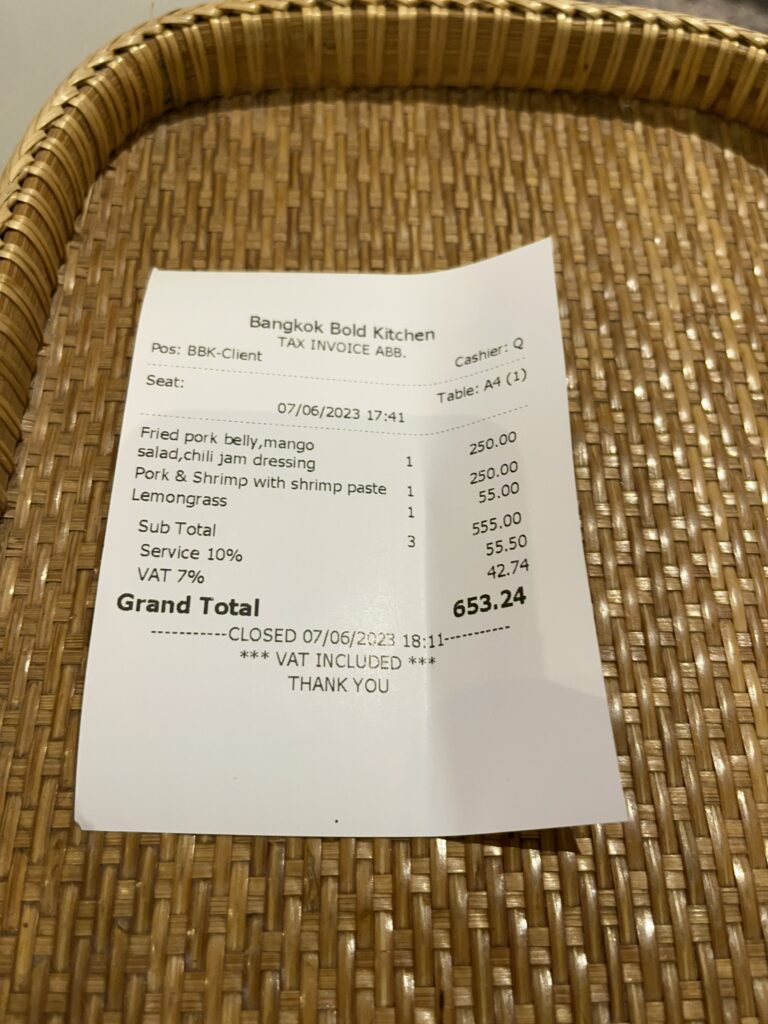 Bangkok Bold Kitchen
TAX INVOICE ABB.
Pos: BBK-Client Cashier: Q
Seat: Table: A4 (1)
07/06/2023 17:41
Fried pork belly,mango
salad,chili jam dressing 1 250.00
Pork & Shrimp with shrimp paste 1 250.00
Lemongrass 1 55.00
Sub Total 3 555.00
Service 10% 55.50
VAT 7% 42.74
Grand Total 653.24
-----------CLOSED 07/06/2023 18:11-----------
*** VAT INCLUDED ***
THANK YOU